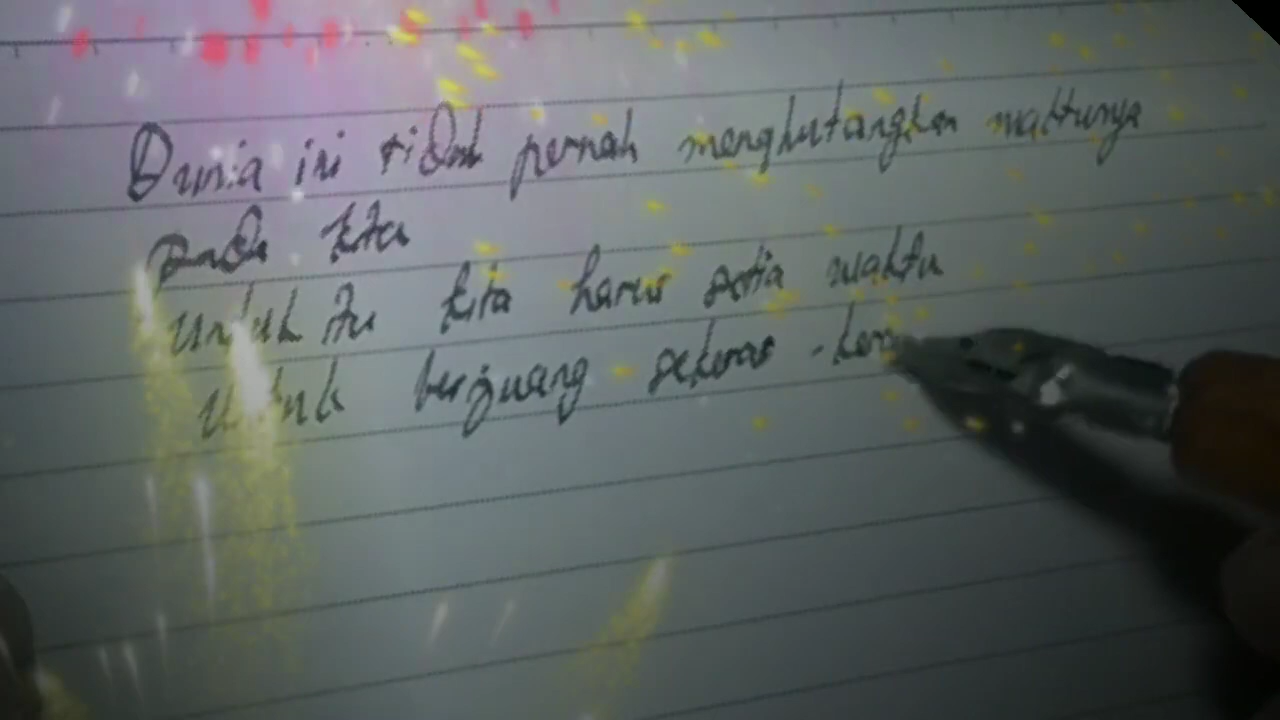 Dunia ini tidak pernah menghutangkan waktunya
pada kita
untuk itu kita harus setia waktu
untuk berjuang sekeras-ker